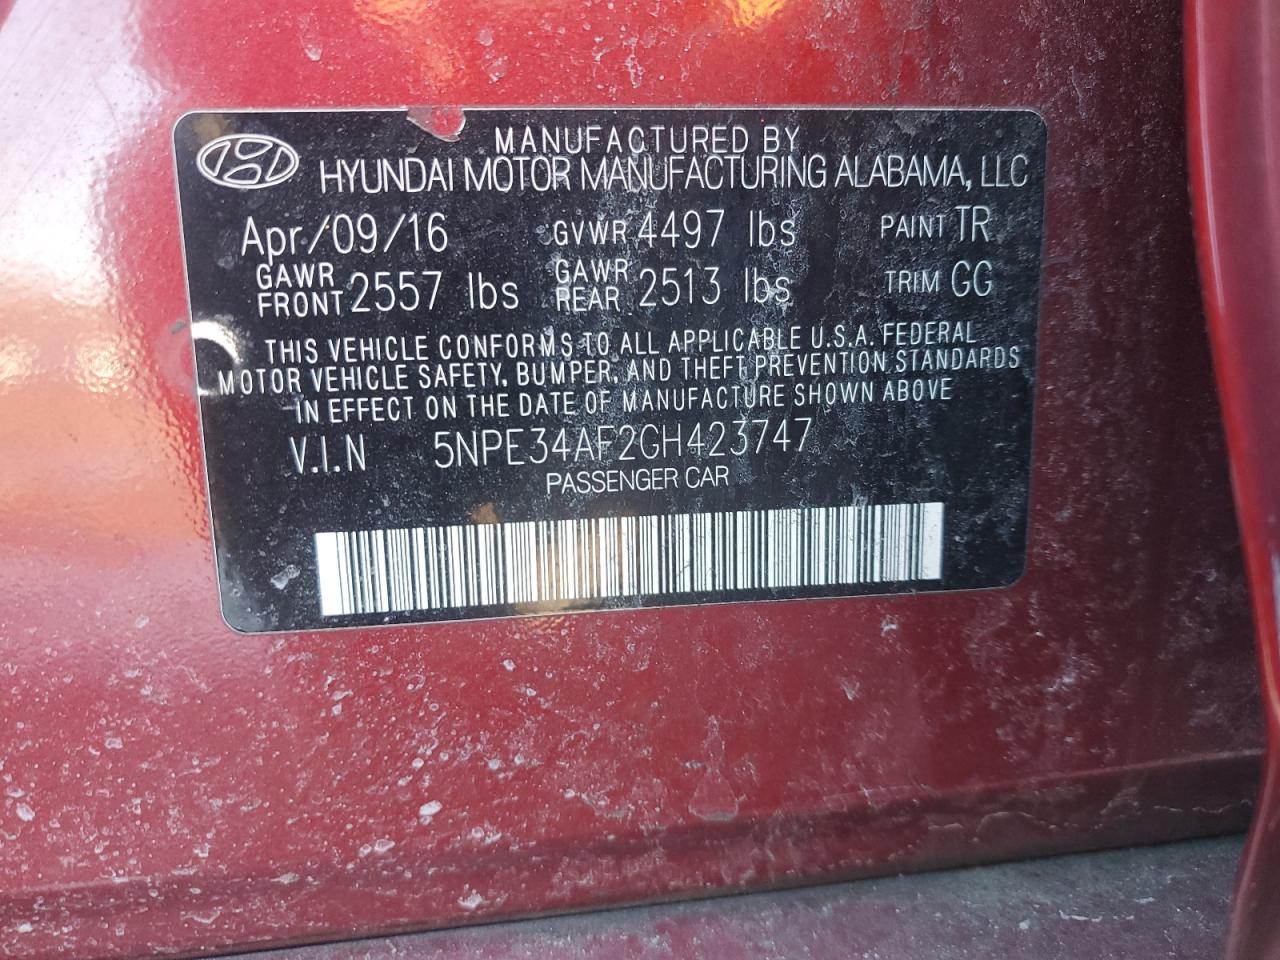 MANUFACTURED BY
HYUNDAI MOTOR MANUFACTURING ALABAMA, LLC
Apr/09/16 GVWR 4497 lbs PAINT TR
GAWR FRONT 2557 lbs GAWR REAR 2513 lbs TRIM GG
THIS VEHICLE CONFORMS TO ALL APPLICABLE U.S.A. FEDERAL
MOTOR VEHICLE SAFETY, BUMPER, AND THEFT PREVENTION STANDARDS
IN EFFECT ON THE DATE OF MANUFACTURE SHOWN ABOVE
V.I.N 5NPE34AF2GH423747
PASSENGER CAR